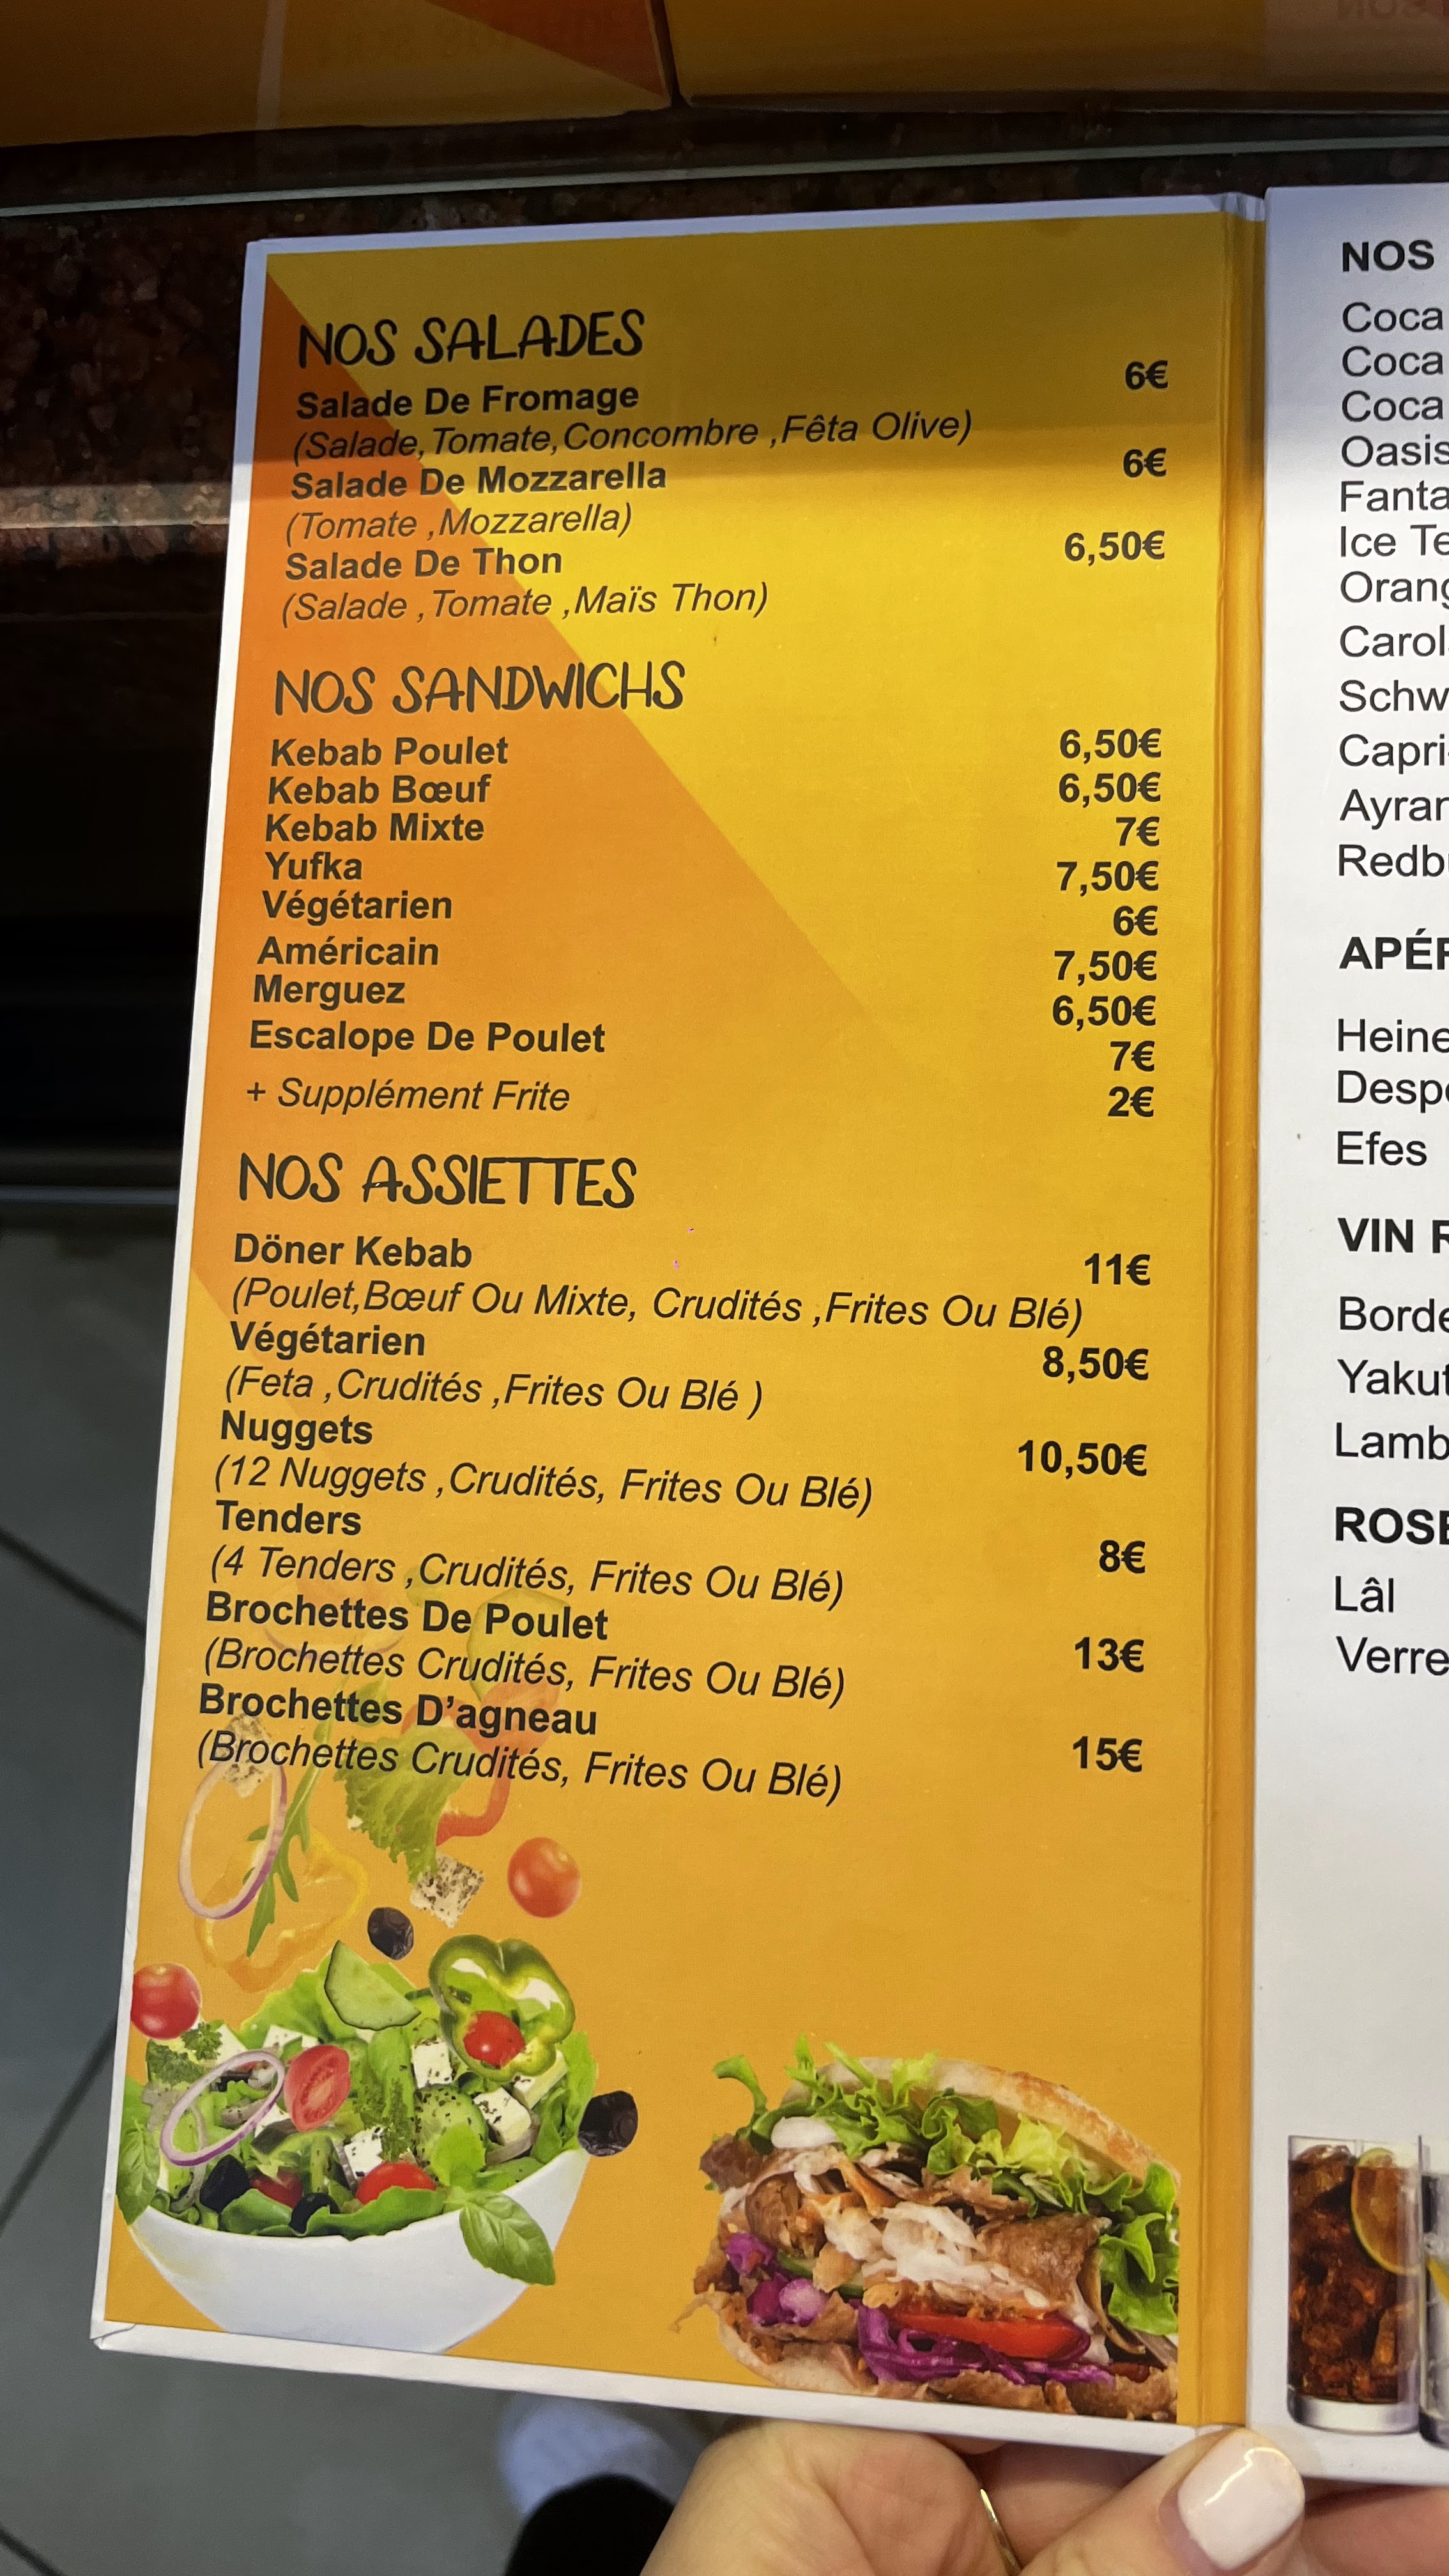 NOS SALADES
Salade De Fromage 6€
(Salade,Tomate,Concombre ,Fêta Olive)
Salade De Mozzarella 6€
(Tomate ,Mozzarella)
Salade De Thon 6,50€
(Salade ,Tomate ,Maïs Thon)
NOS SANDWICHS
Kebab Poulet 6,50€
Kebab Bœuf 6,50€
Kebab Mixte 7€
Yufka 7,50€
Végétarien 6€
Américain 7,50€
Merguez 6,50€
Escalope De Poulet 7€
+ Supplément Frite 2€
NOS ASSIETTES
Döner Kebab 11€
(Poulet,Bœuf Ou Mixte, Crudités ,Frites Ou Blé)
Végétarien 8,50€
(Feta ,Crudités ,Frites Ou Blé )
Nuggets 10,50€
(12 Nuggets ,Crudités, Frites Ou Blé)
Tenders 8€
(4 Tenders ,Crudités, Frites Ou Blé)
Brochettes De Poulet 13€
(Brochettes Crudités, Frites Ou Blé)
Brochettes D'agneau 15€
(Brochettes Crudités, Frites Ou Blé)
NOS
Coca
Coca
Coca
Oasis
Fanta
Ice
Efes
VIN
Lâl
Verre